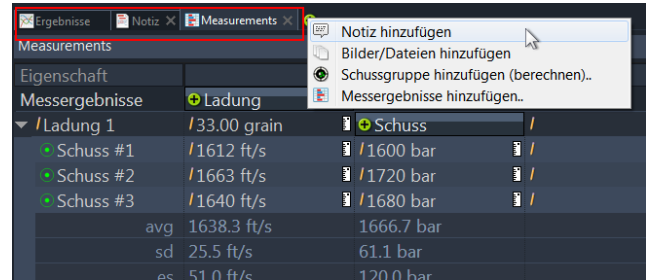 Ergebnisse Notiz Measurements
Notiz hinzufügen
Measurements
Bilder/Dateien hinzufügen
Eigenschaft
Schussgruppe hinzufügen (berechnen)..
Messergebnisse Ladung
Messergebnisse hinzufügen..
Ladung 1 33.00 grain Schuss
Schuss #1 1612 ft/s 1600 bar
Schuss #2 1663 ft/s 1720 bar
Schuss #3 1640 ft/s 1680 bar
avg 1638.3 ft/s 1666.7 bar
sd 25.5 ft/s 61.1 bar
es 51.0 ft/s 120.0 bar